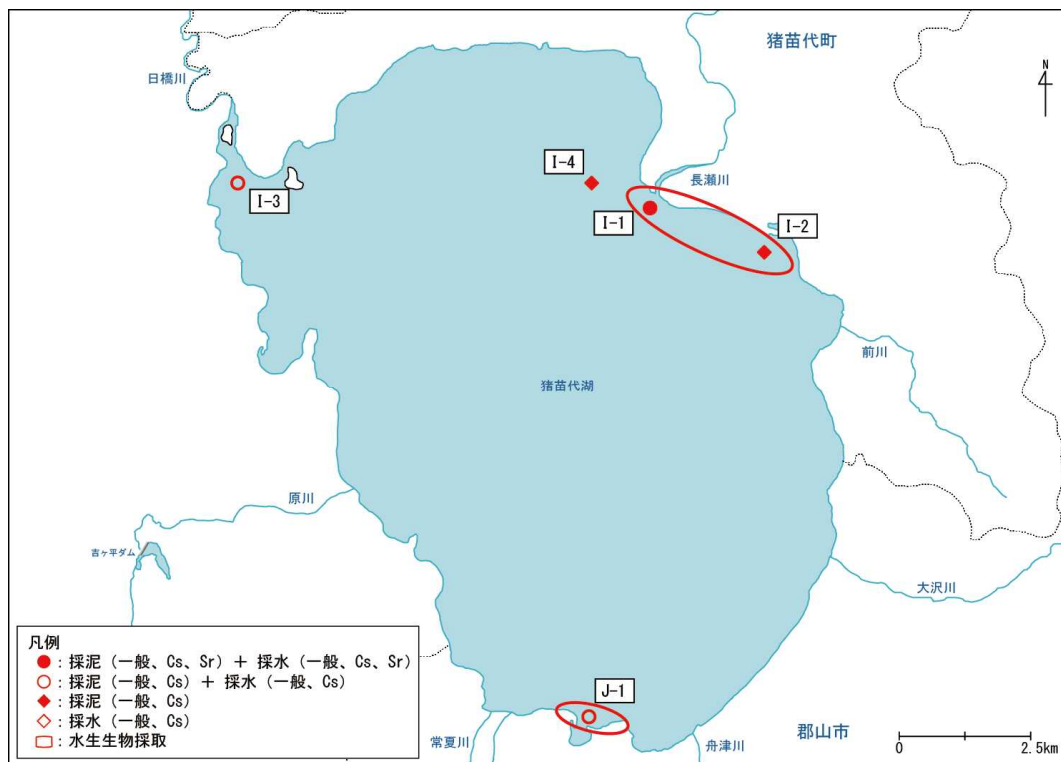 猪苗代町
日橋川
N
I-4
長瀬川
I-3
I-1
I-2
前川
猪苗代湖
原川
吉ヶ平ダム
大沢川
凡例
：採泥（一般、Cs、Sr）＋ 採水（一般、Cs、Sr）
：採泥（一般、Cs）＋ 採水（一般、Cs）
：採泥（一般、Cs）
：採水（一般、Cs）
：水生生物採取
J-1
常夏川
舟津川
郡山市
0 2.5km